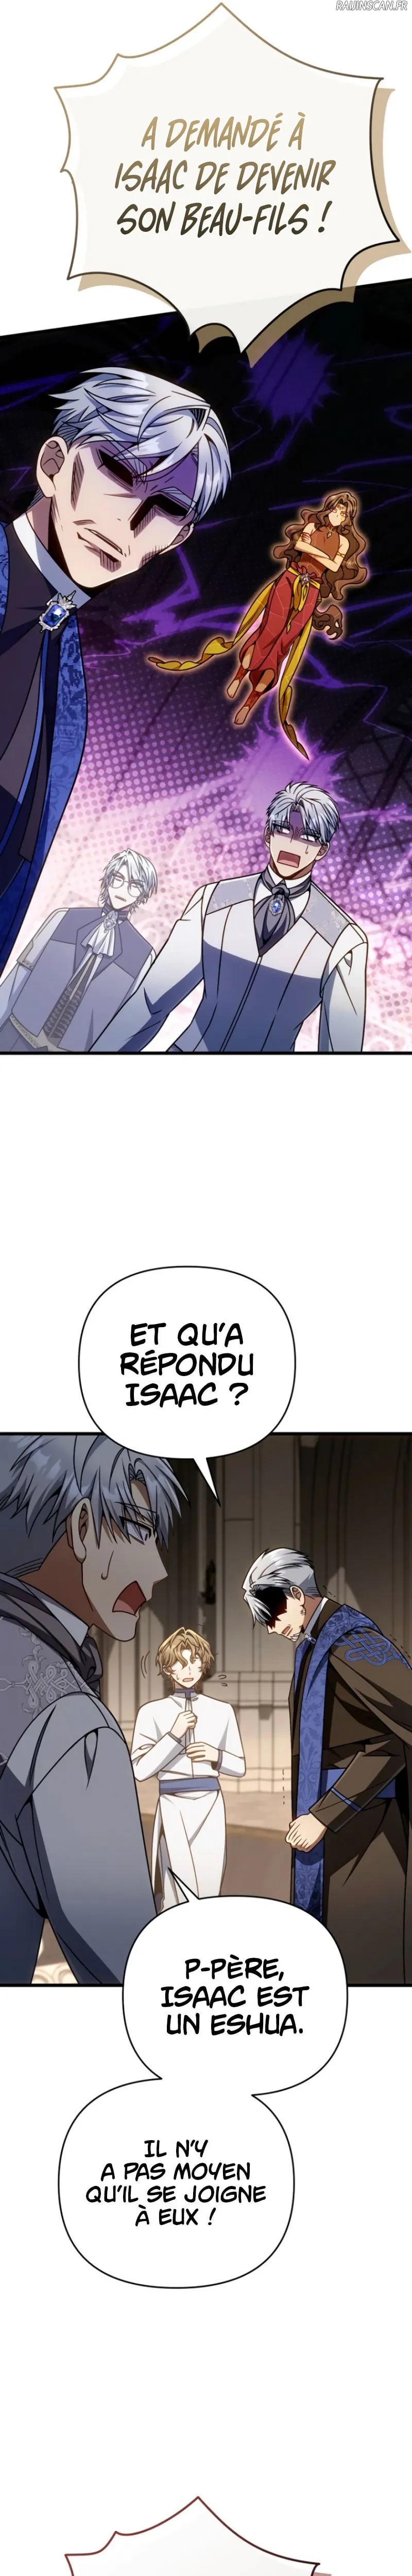 RAIJINSCAN.FR
A DEMANDÉ À
ISAAC DE DEVENIR
SON BEAU-FILS !
ET QU'A
RÉPONDU
ISAAC ?
P-PÈRE,
ISAAC EST
UN ESHUA.
IL N'Y
A PAS MOYEN
QU'IL SE JOIGNE
À EUX !